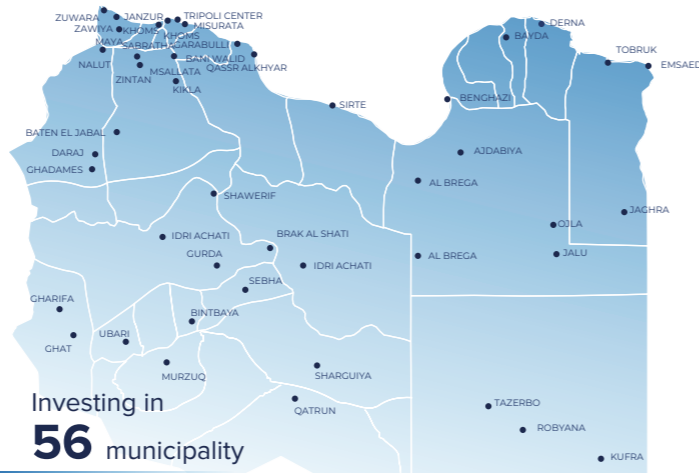 ZUWARA
JANZUR
TRIPOLI CENTER
ZAWIYA
KHOMS
MISURATA
KHOMS
MAYA
SABRATHA
GARABULLI
NALUT
BANI WALID
QASSR ALKHYAR
ZINTAN
MSALLATA
KIKLA
SIRTE
BATEN EL JABAL
DARAJ
GHADAMES
DERNA
BAYDA
TOBRUK
EMSAED
BENGHAZI
AJDABIYA
AL BREGA
SHAWERIF
JAGHRA
OJLA
IDRI ACHATI
BRAK AL SHATI
GURDA
IDRI ACHATI
AL BREGA
JALU
SEBHA
GHARIFA
BINTBAYA
GHAT
UBARI
MURZUQ
SHARGUIYA
QATRUN
TAZERBO
ROBYANA
KUFRA
Investing in
56 municipality